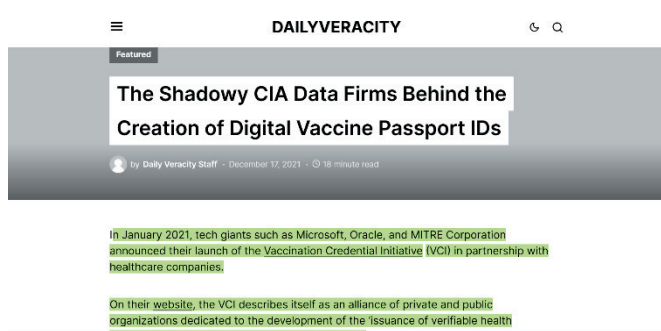 DAILYVERACITY
Featured
The Shadowy CIA Data Firms Behind the
Creation of Digital Vaccine Passport IDs
by Daily Veracity Staff - December 17, 2021 - 18 minute read
In January 2021, tech giants such as Microsoft, Oracle, and MITRE Corporation
announced their launch of the Vaccination Credential Initiative (VCI) in partnership with
healthcare companies.
On their website, the VCI describes itself as an alliance of private and public
organizations dedicated to the development of the ‘issuance of verifiable health